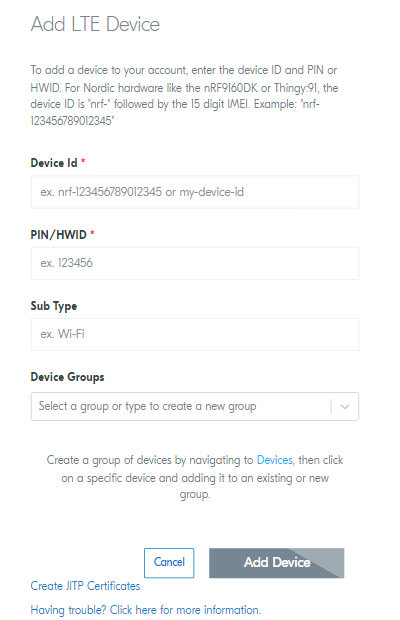 Add LTE Device
To add a device to your account, enter the device ID and PIN or
HWID. For Nordic hardware like the nRF9160DK or Thingy:91, the
device ID is "nrf-" followed by the 15 digit IMEI. Example: "nrf-
123456789012345"
Device Id *
ex. nrf-123456789012345 or my-device-id
PIN/HWID *
ex. 123456
Sub Type
ex. Wi-Fi
Device Groups
Select a group or type to create a new group
Create a group of devices by navigating to Devices, then click
on a specific device and adding it to an existing or new
group.
Cancel
Add Device
Create JITP Certificates
Having trouble? Click here for more information.